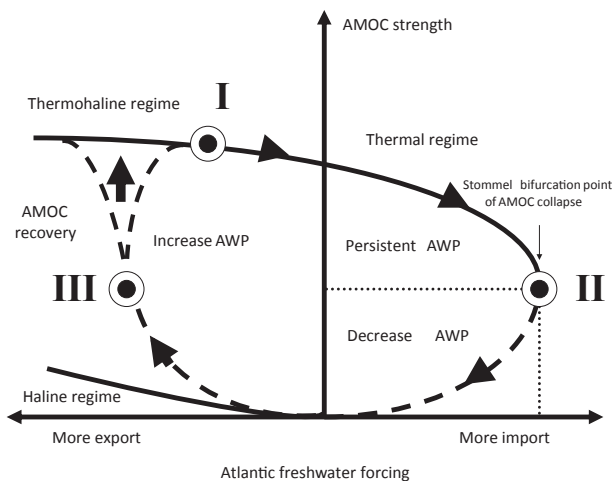 AMOC strength
I
Thermohaline regime
Thermal regime
Stommel bifurcation point
of AMOC collapse
AMOC
recovery
Increase AWP
Persistent AWP
III
II
Decrease AWP
Haline regime
More export
More import
Atlantic freshwater forcing